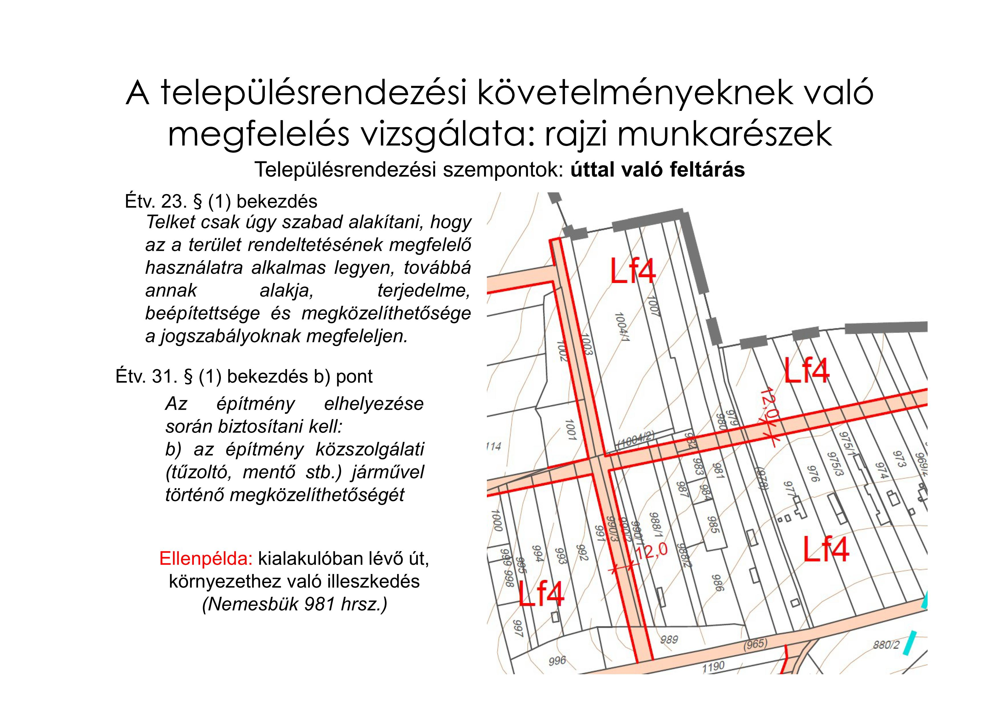 A településrendezési követelményeknek való
megfelelés vizsgálata: rajzi munkarészek
Településrendezési szempontok: úttal való feltárás
Étv. 23. § (1) bekezdés
Telket csak úgy szabad alakítani, hogy
az a terület rendeltetésének megfelelő
használatra alkalmas legyen, továbbá
annak alakja, terjedelme,
beépítettsége és megközelíthetősége
a jogszabályoknak megfeleljen.
Étv. 31. § (1) bekezdés b) pont
Az építmény elhelyezése
során biztosítani kell:
b) az építmény közszolgálati
(tűzoltó, mentő stb.) járművel
történő megközelíthetőségét
Ellenpélda: kialakulóban lévő út,
környezethez való illeszkedés
(Nemesbük 981 hrsz.)
Lf4
1007
1004/1
1003
1002
Lf4
12,0
979
980
1001
(1004/2)
982
114
975/1
973
969/2
975/3
974
976
983
981
(978)
977
987
984
1000
988/1
985
990/3
990/2
990/1
991
Lf4
12,0
992
993
994
995
999
998
988/2
986
Lf4
997
989
(965)
880/2
996
1190